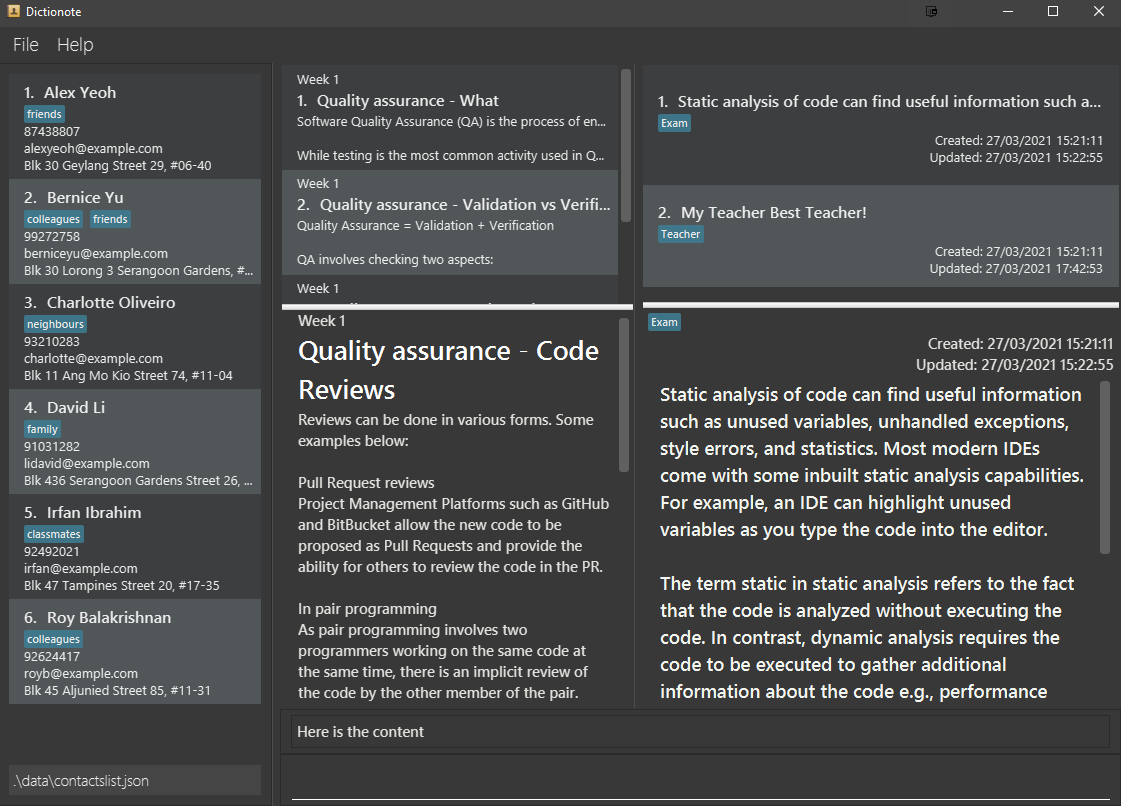 Dictionote
File Help
1. Alex Yeoh
friends
87438807
alexyeoh@example.com
Blk 30 Geylang Street 29, #06-40
2. Bernice Yu
colleagues friends
99272758
berniceyu@example.com
Blk 30 Lorong 3 Serangoon Gardens, #...
3. Charlotte Oliveiro
neighbours
93210283
charlotte@example.com
Blk 11 Ang Mo Kio Street 74, #11-04
4. David Li
family
91031282
lidavid@example.com
Blk 436 Serangoon Gardens Street 26, ...
5. Irfan Ibrahim
classmates
92492021
irfan@example.com
Blk 47 Tampines Street 20, #17-35
6. Roy Balakrishnan
colleagues
92624417
royb@example.com
Blk 45 Aljunied Street 85, #11-31
.\data\contactslist.json
Week 1
1. Quality assurance - What
Software Quality Assurance (QA) is the process of en...
While testing is the most common activity used in Q...
Week 1
2. Quality assurance - Validation vs Verifi...
Quality Assurance = Validation + Verification
QA involves checking two aspects:
Week 1
Week 1
Quality assurance - Code
Reviews
Reviews can be done in various forms. Some
examples below:
Pull Request reviews
Project Management Platforms such as GitHub
and BitBucket allow the new code to be
proposed as Pull Requests and provide the
ability for others to review the code in the PR.
In pair programming
As pair programming involves two
programmers working on the same code at
the same time, there is an implicit review of
the code by the other member of the pair.
1. Static analysis of code can find useful information such a...
Exam
Created: 27/03/2021 15:21:11
Updated: 27/03/2021 15:22:55
2. My Teacher Best Teacher!
Teacher
Created: 27/03/2021 15:21:11
Updated: 27/03/2021 17:42:53
Exam
Created: 27/03/2021 15:21:11
Updated: 27/03/2021 15:22:55
Static analysis of code can find useful information
such as unused variables, unhandled exceptions,
style errors, and statistics. Most modern IDEs
come with some inbuilt static analysis capabilities.
For example, an IDE can highlight unused
variables as you type the code into the editor.
The term static in static analysis refers to the fact
that the code is analyzed without executing the
code. In contrast, dynamic analysis requires the
code to be executed to gather additional
information about the code e.g., performance
Here is the content